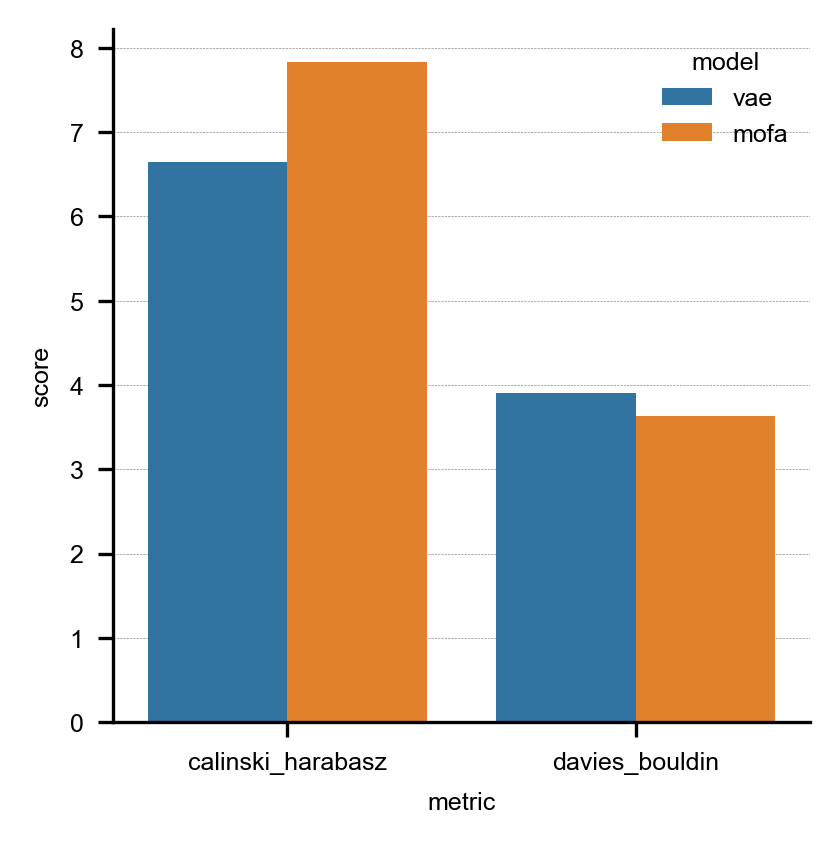 8
7
6
5
4
3
2
1
0
score
model
vae
mofa
calinski_harabasz
davies_bouldin
metric